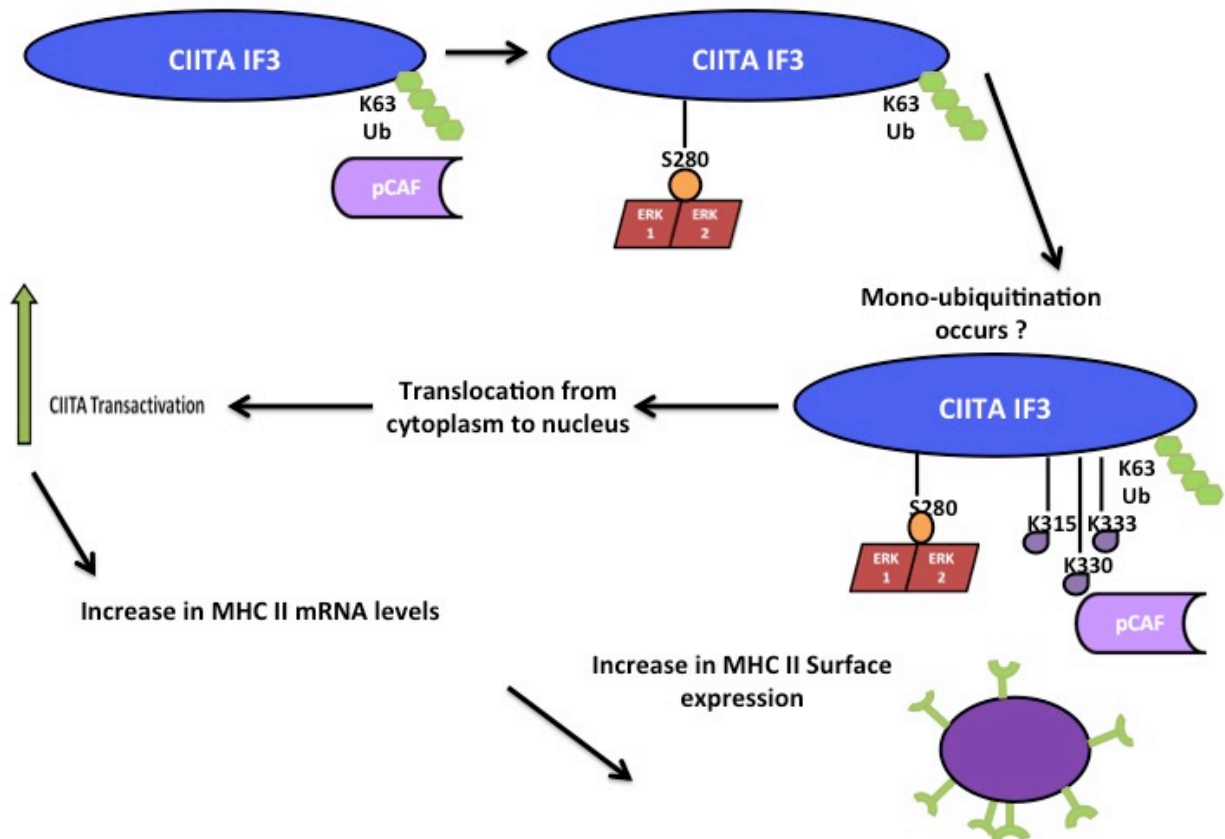 CIITA IF3
K63
Ub
pCAF
CIITA IF3
K63
Ub
S280
ERK
1
ERK
2
Mono-ubiquitination
occurs ?
CIITA IF3
K63
Ub
S280
ERK
1
ERK
2
K315
K333
K330
pCAF
Translocation from
cytoplasm to nucleus
CIITA Transactivation
Increase in MHC II mRNA levels
Increase in MHC II Surface
expression